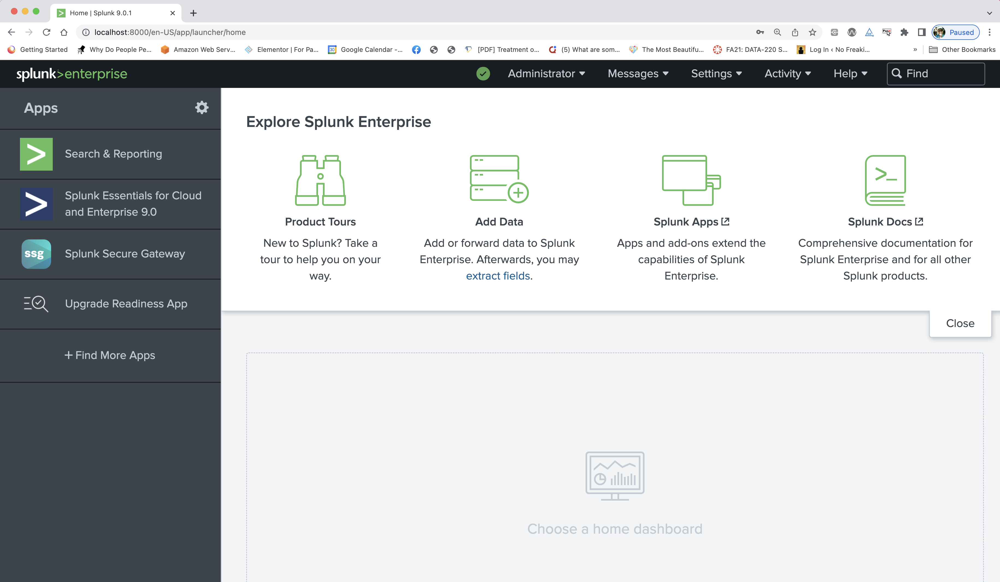 Home | Splunk 9.0.1
localhost:8000/en-US/app/launcher/home
Paused
Getting Started
Why Do People Pe...
Amazon Web Serv...
Elementor | For Pa...
30
Google Calendar -...
[PDF] Treatment o...
(5) What are som...
The Most Beautifu...
FA21: DATA-220 S...
Log In ‹ No Freaki...
»
Other Bookmarks
splunk>enterprise
Administrator
Messages
Settings
Activity
Help
Find
Apps
Search & Reporting
Splunk Essentials for Cloud
and Enterprise 9.0
ssg
Splunk Secure Gateway
Upgrade Readiness App
+ Find More Apps
Explore Splunk Enterprise
Product Tours
New to Splunk? Take a
tour to help you on your
way.
Add Data
Add or forward data to Splunk
Enterprise. Afterwards, you may
extract fields.
Splunk Apps
Apps and add-ons extend the
capabilities of Splunk
Enterprise.
Splunk Docs
Comprehensive documentation for
Splunk Enterprise and for all other
Splunk products.
Close
Choose a home dashboard